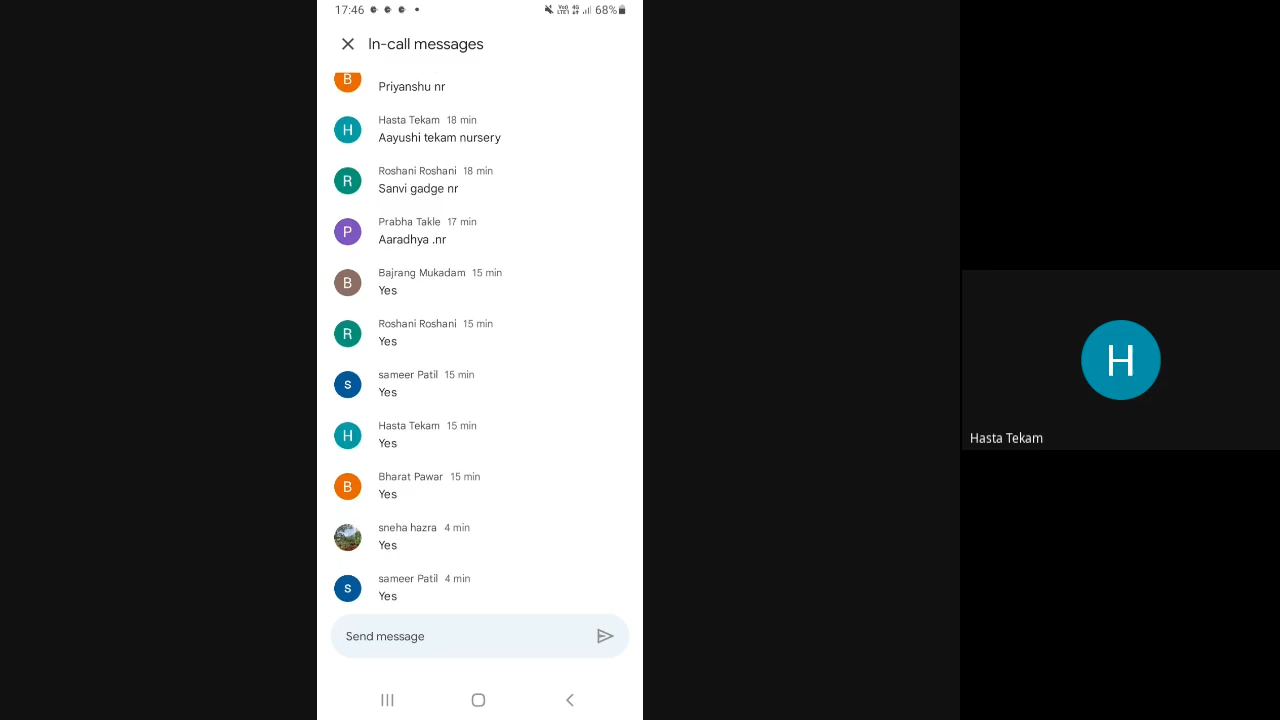 17:46 68%
In-call messages
B
Priyanshu nr
H Hasta Tekam 18 min
Aayushi tekam nursery
R Roshani Roshani 18 min
Sanvi gadge nr
P Prabha Takle 17 min
Aaradhya .nr
B Bajrang Mukadam 15 min
Yes
R Roshani Roshani 15 min
Yes
s sameer Patil 15 min
Yes
H Hasta Tekam 15 min
Yes
B Bharat Pawar 15 min
Yes
sneha hazra 4 min
Yes
s sameer Patil 4 min
Yes
Send message
H
Hasta Tekam